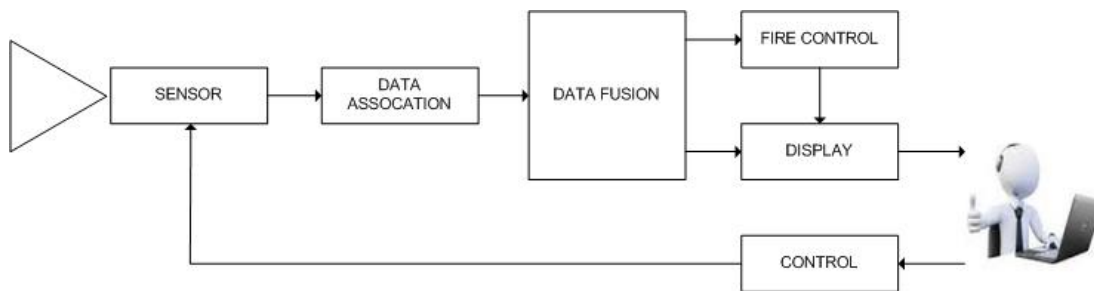 SENSOR
DATA
ASSOCATION
DATA FUSION
FIRE CONTROL
DISPLAY
CONTROL